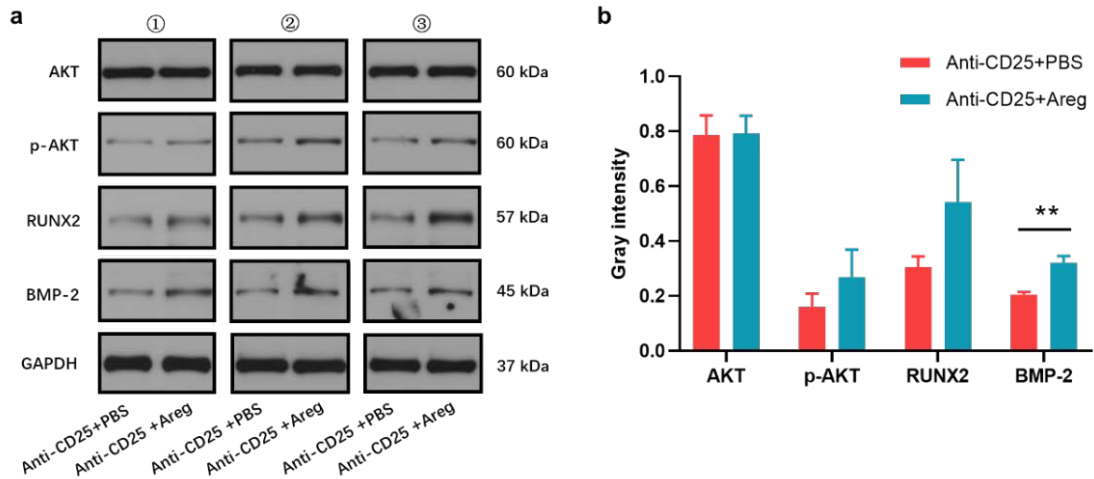 a
① ② ③
AKT 60 kDa
p-AKT 60 kDa
RUNX2 57 kDa
BMP-2 45 kDa
GAPDH 37 kDa
Anti-CD25+PBS
Anti-CD25 +Areg
Anti-CD25 +PBS
Anti-CD25 +Areg
Anti-CD25 +PBS
Anti-CD25 +Areg
b
Anti-CD25+PBS
Anti-CD25+Areg
Gray intensity
1.0
0.8
0.6
0.4
0.2
0.0
**
AKT p-AKT RUNX2 BMP-2